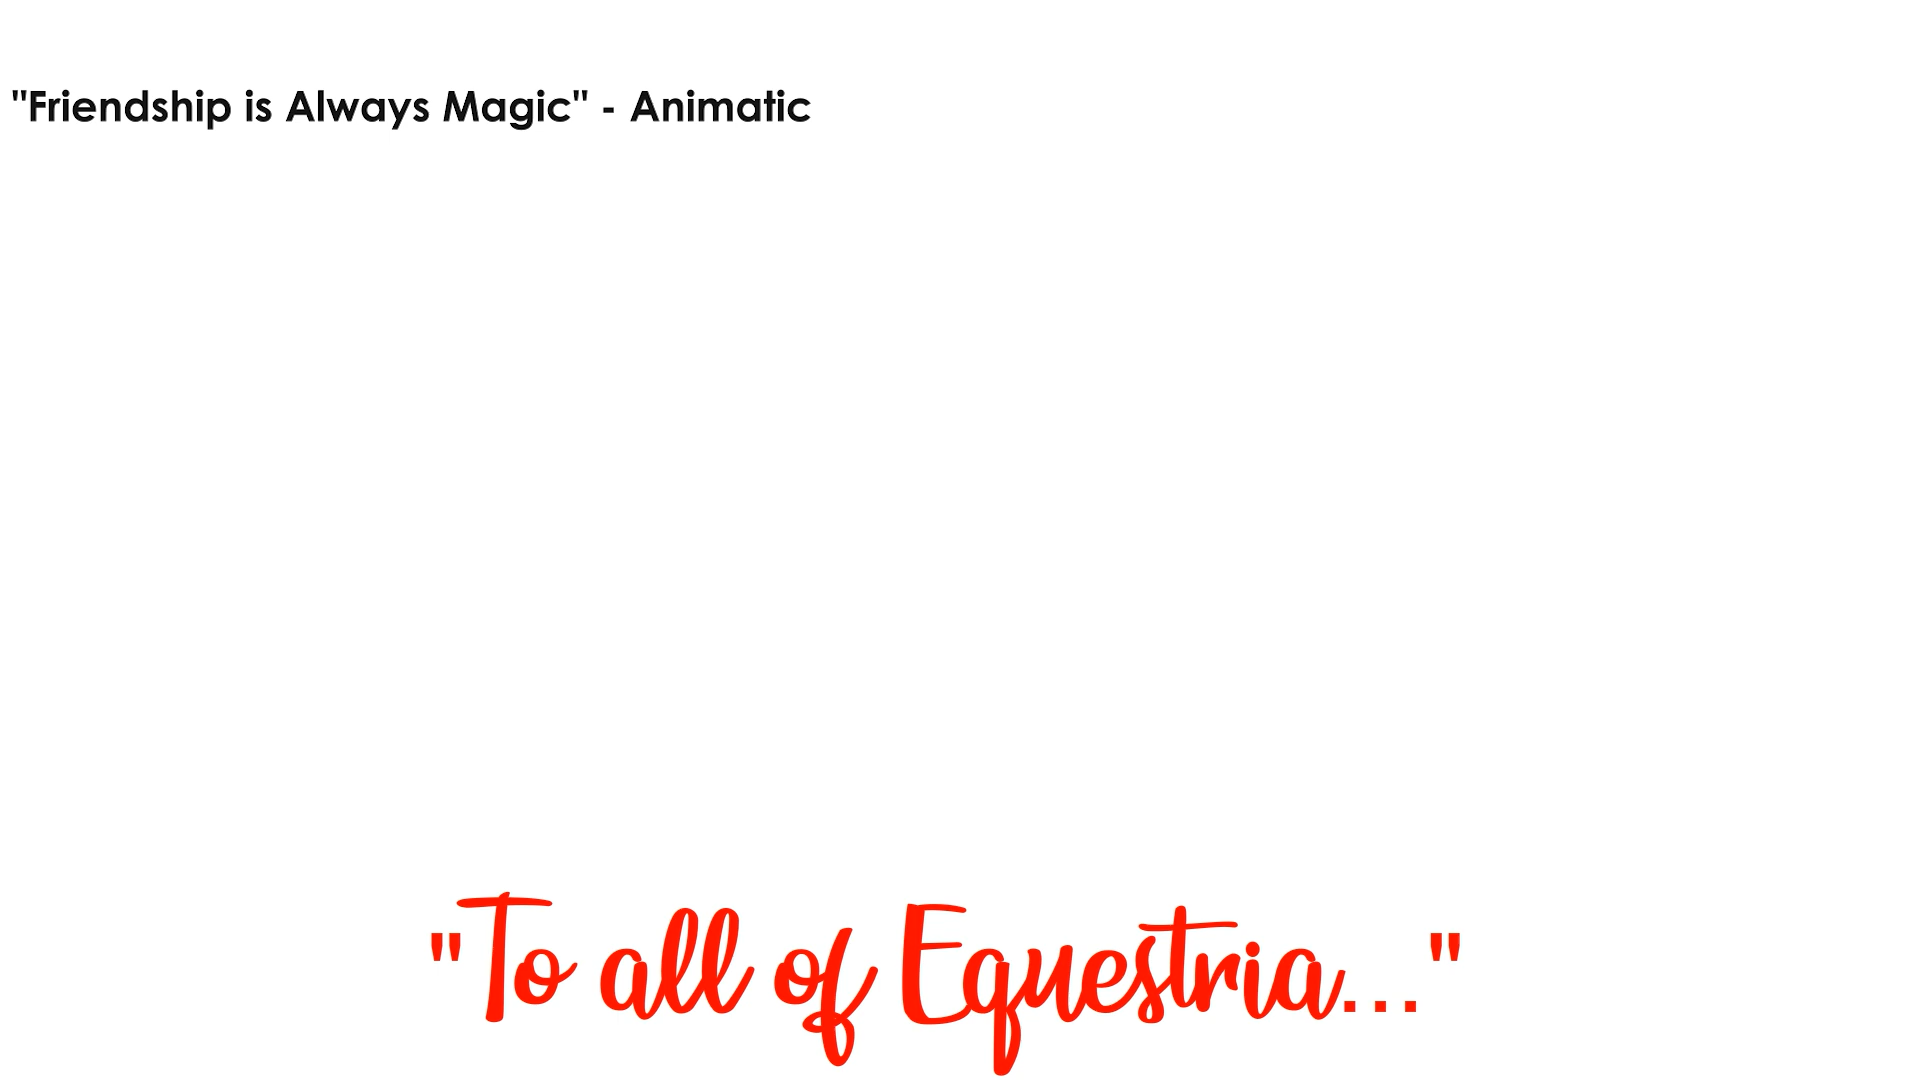 "Friendship is Always Magic" - Animatic
"To all of Equestria..."